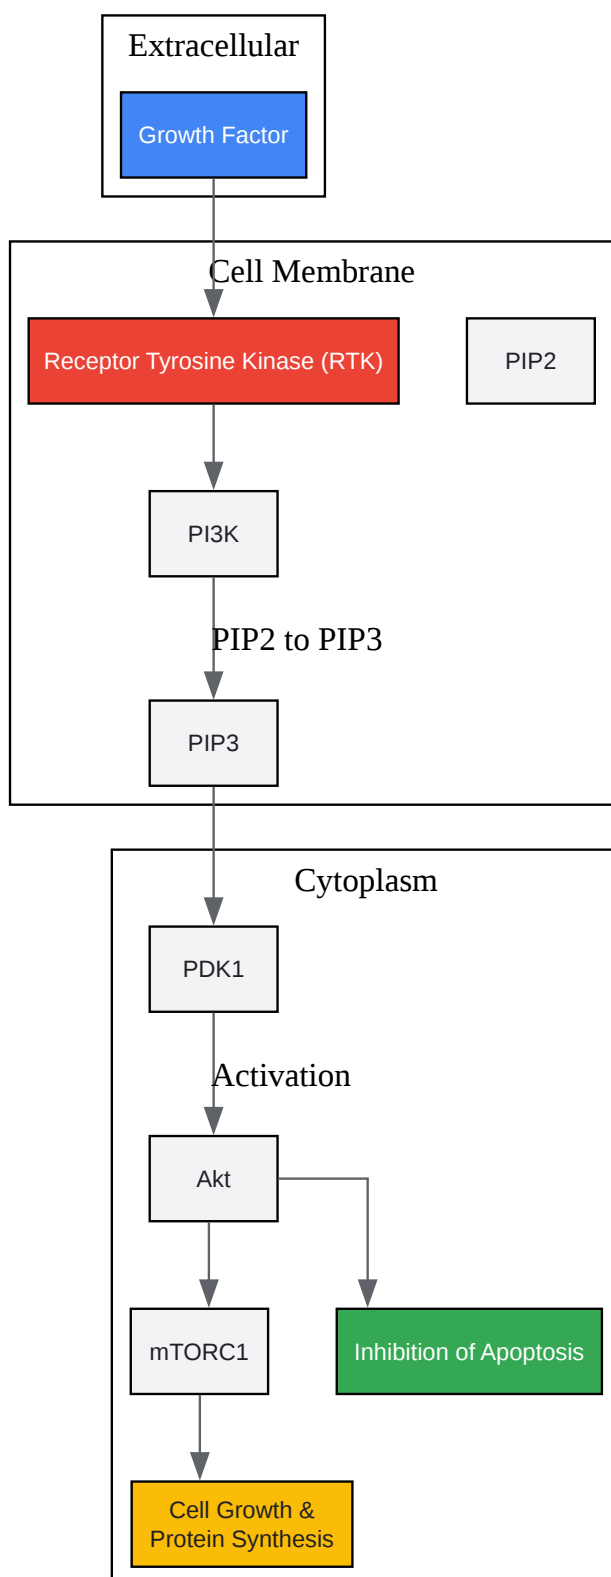 Extracellular
Growth Factor
Cell Membrane
Receptor Tyrosine Kinase (RTK)
PIP2
PI3K
PIP2 to PIP3
PIP3
Cytoplasm
PDK1
Activation
Akt
mTORC1
Inhibition of Apoptosis
Cell Growth &
Protein Synthesis